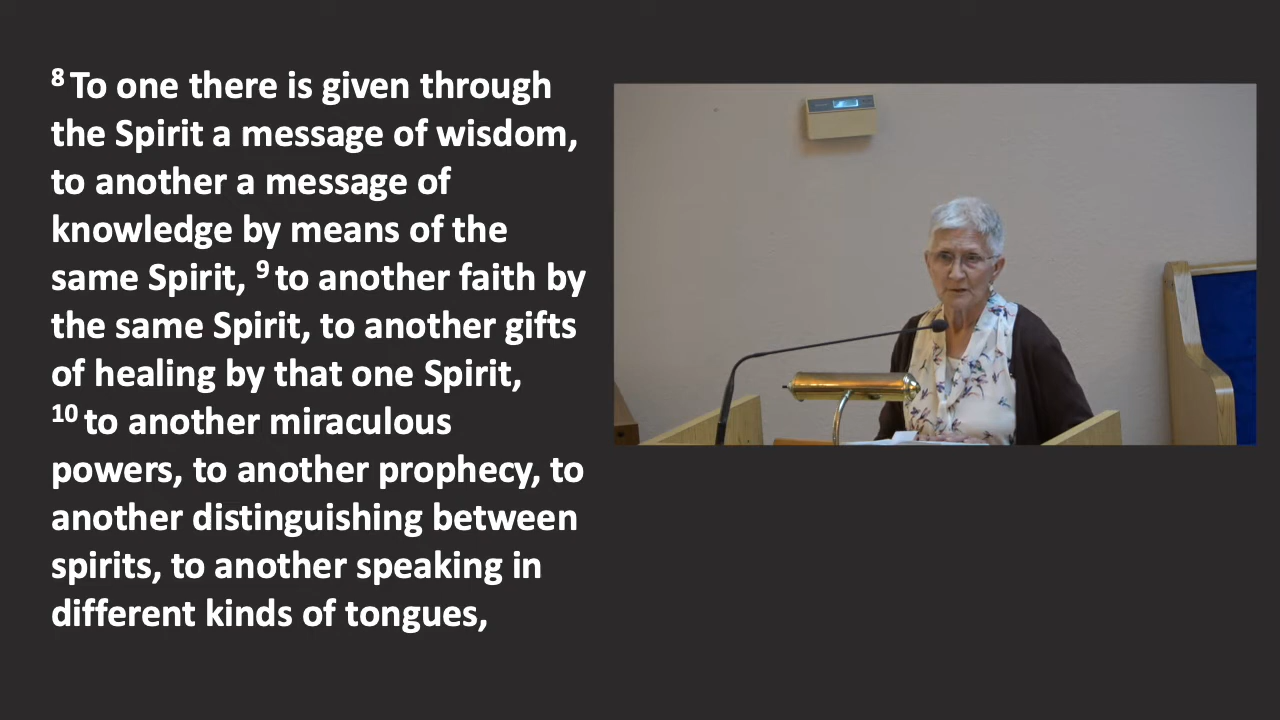 8 To one there is given through
the Spirit a message of wisdom,
to another a message of
knowledge by means of the
same Spirit, 9 to another faith by
the same Spirit, to another gifts
of healing by that one Spirit,
10 to another miraculous
powers, to another prophecy, to
another distinguishing between
spirits, to another speaking in
different kinds of tongues,